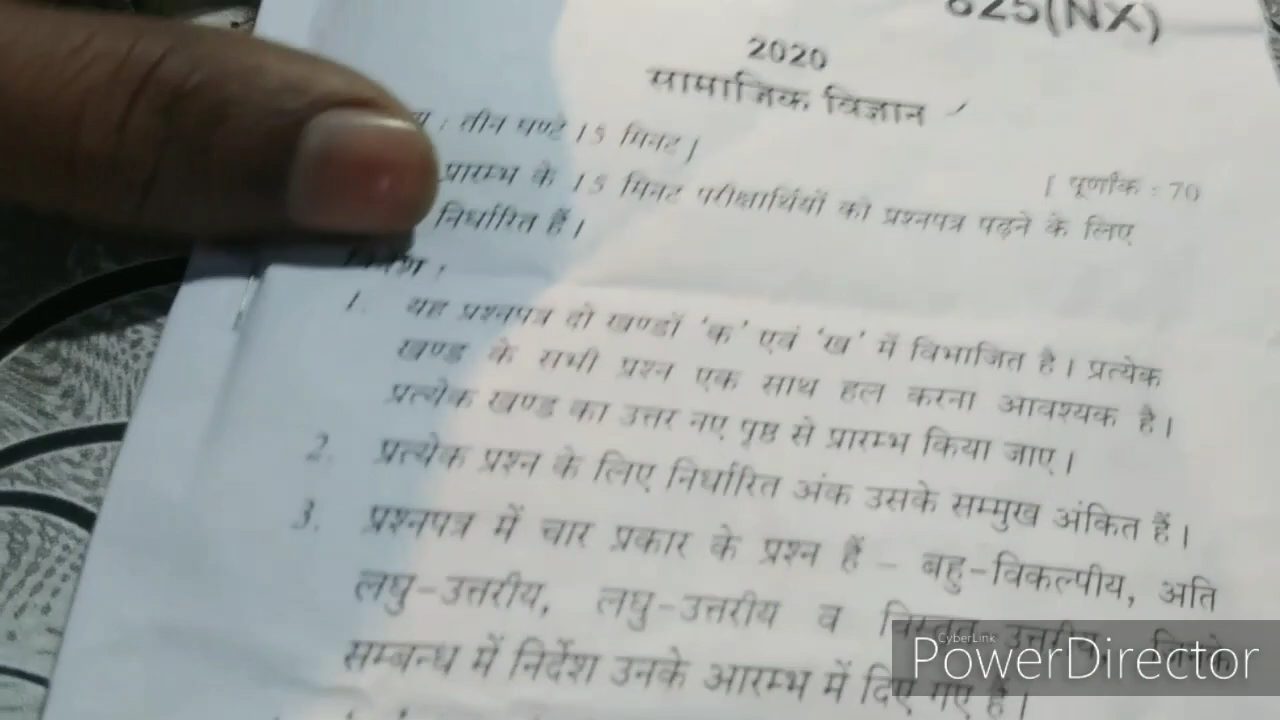 825(NX)
2020
सामाजिक विज्ञान
: तीन घण्टे 15 मिनट]
[ पूर्णांक : 70
प्रारम्भ के 15 मिनट परीक्षार्थियों को प्रश्नपत्र पढ़ने के लिए
निर्धारित हैं।
1. यह प्रश्नपत्र दो खण्डों 'क' एवं 'ख' में विभाजित है। प्रत्येक
खण्ड के सभी प्रश्न एक साथ हल करना आवश्यक है।
प्रत्येक खण्ड का उत्तर नए पृष्ठ से प्रारम्भ किया जाए।
2. प्रत्येक प्रश्न के लिए निर्धारित अंक उसके सम्मुख अंकित हैं।
3. प्रश्नपत्र में चार प्रकार के प्रश्न हैं - बहु-विकल्पीय, अति
लघु-उत्तरीय, लघु-उत्तरीय व विस्तृत उत्तरीय, जिनके
सम्बन्ध में निर्देश उनके आरम्भ में दिए गए हैं।
CyberLink
PowerDirector